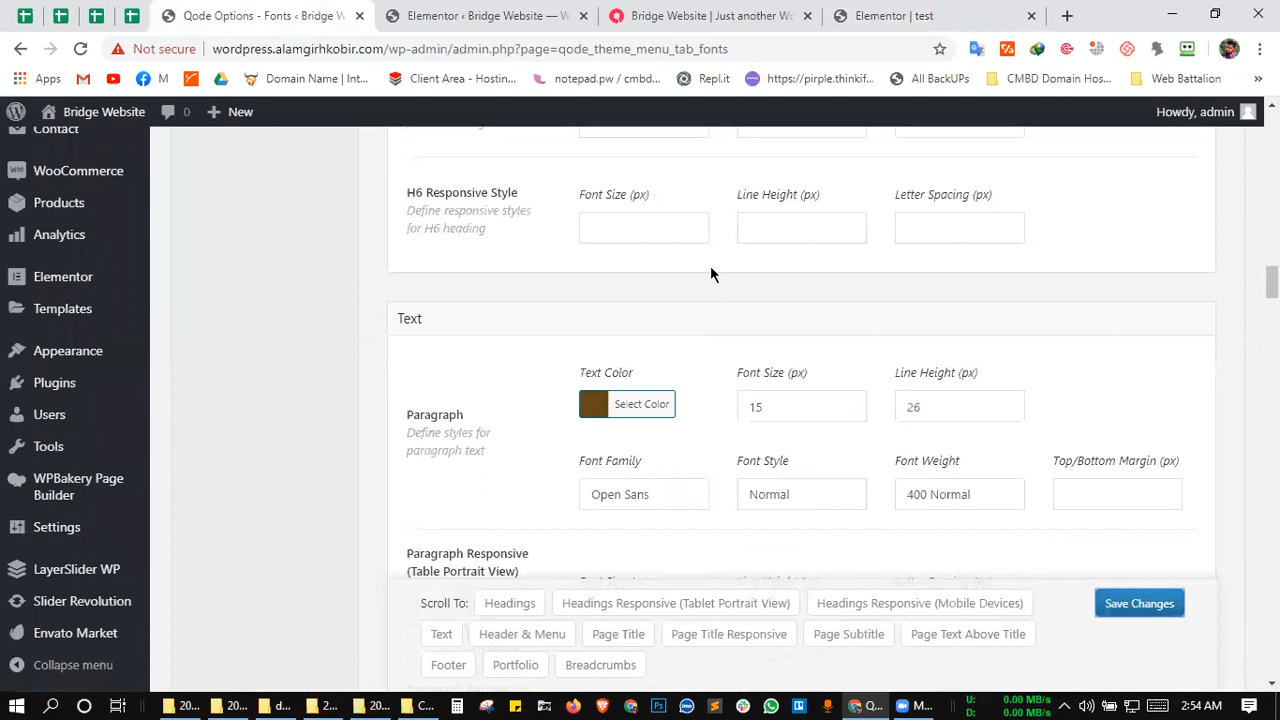 Qode Options - Fonts ‹ Bridge W
Elementor ‹ Bridge Website —
Bridge Website | Just another Wo
Elementor | test
Not secure
wordpress.alamgirhkobir.com/wp-admin/admin.php?page=qode_theme_menu_tab_fonts
Apps
M
Domain Name | Int...
Client Area - Hostin...
notepad.pw / cmbd...
Replit
https://pirple.thinkif...
All BackUPs
CMBD Domain Hos...
Web Battalion
»
Bridge Website
0
New
Howdy, admin
Contact
WooCommerce
Products
Analytics
Elementor
Templates
Appearance
Plugins
Users
Tools
WPBakery Page
Builder
Settings
LayerSlider WP
Slider Revolution
Envato Market
Collapse menu
H6 Responsive Style
Define responsive styles
for H6 heading
Font Size (px)
Line Height (px)
Letter Spacing (px)
Text
Paragraph
Define styles for
paragraph text
Text Color
Font Size (px)
Line Height (px)
Select Color
15
26
Font Family
Font Style
Font Weight
Top/Bottom Margin (px)
Open Sans
Normal
400 Normal
Paragraph Responsive
(Table Portrait View)
Scroll To:
Headings
Headings Responsive (Tablet Portrait View)
Headings Responsive (Mobile Devices)
Save Changes
Text
Header & Menu
Page Title
Page Title Responsive
Page Subtitle
Page Text Above Title
Footer
Portfolio
Breadcrumbs
20...
20...
d...
2...
20...
C...
Q...
M...
U: 0.00 MB/s
D: 0.00 MB/s
2:54 AM